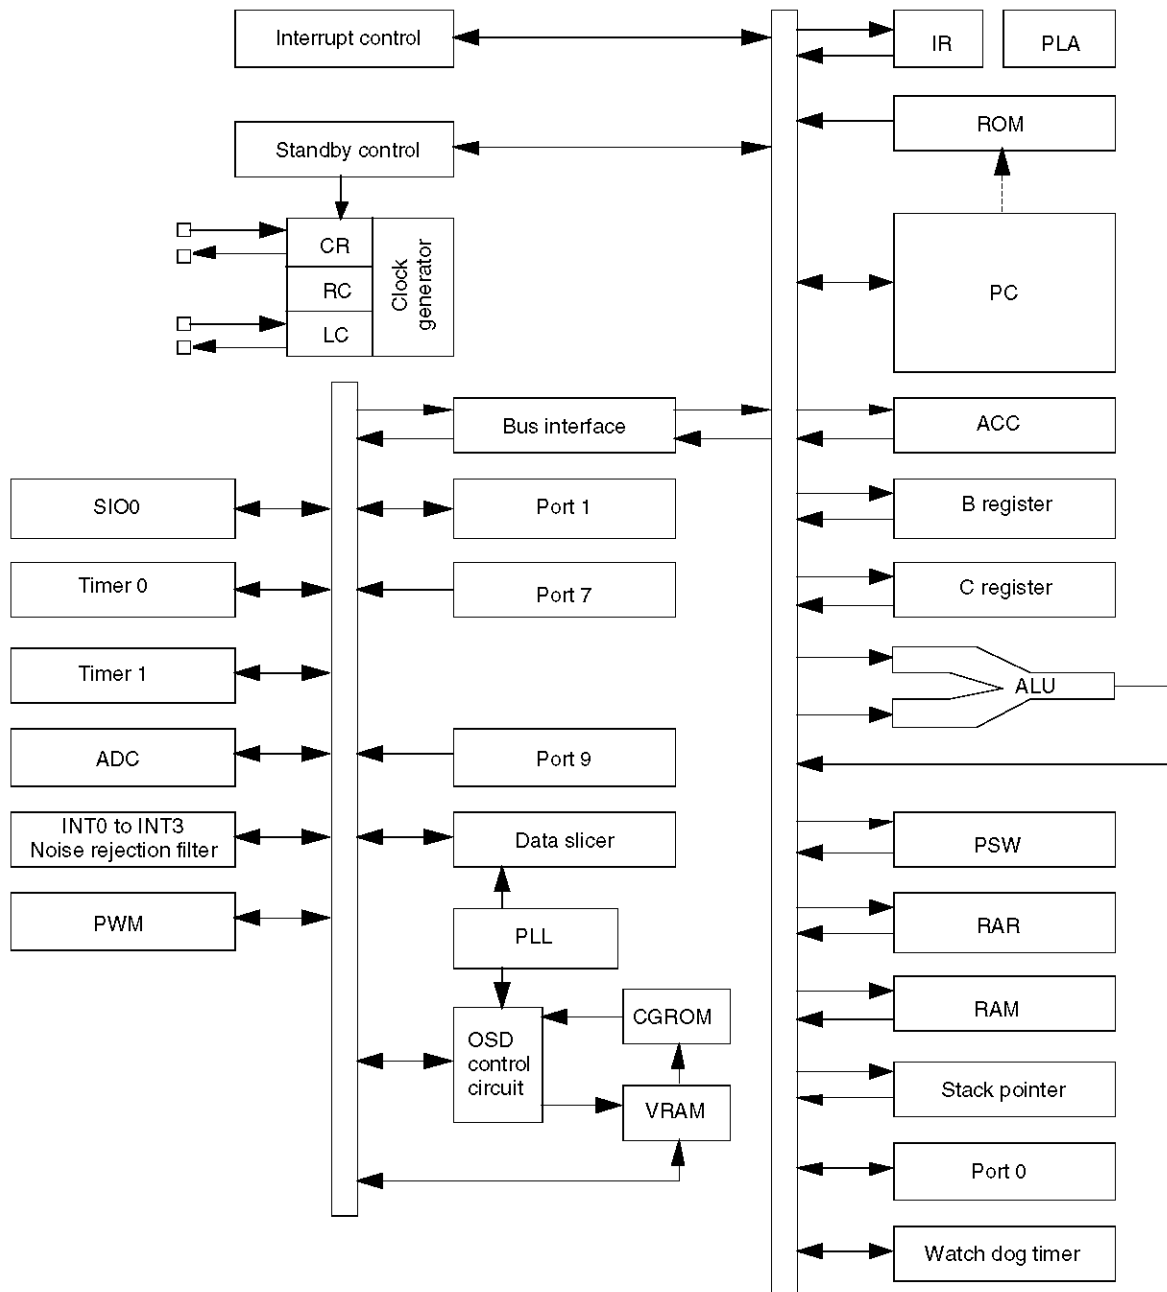 Interrupt control
IR
PLA
ROM
Standby control
CR
RC
LC
Clock
generator
PC
Bus interface
ACC
SIO0
Port 1
B register
Timer 0
Port 7
C register
Timer 1
ALU
ADC
Port 9
INT0 to INT3
Noise rejection filter
Data slicer
PSW
PWM
PLL
RAR
CGROM
RAM
OSD
control
circuit
VRAM
Stack pointer
Port 0
Watch dog timer